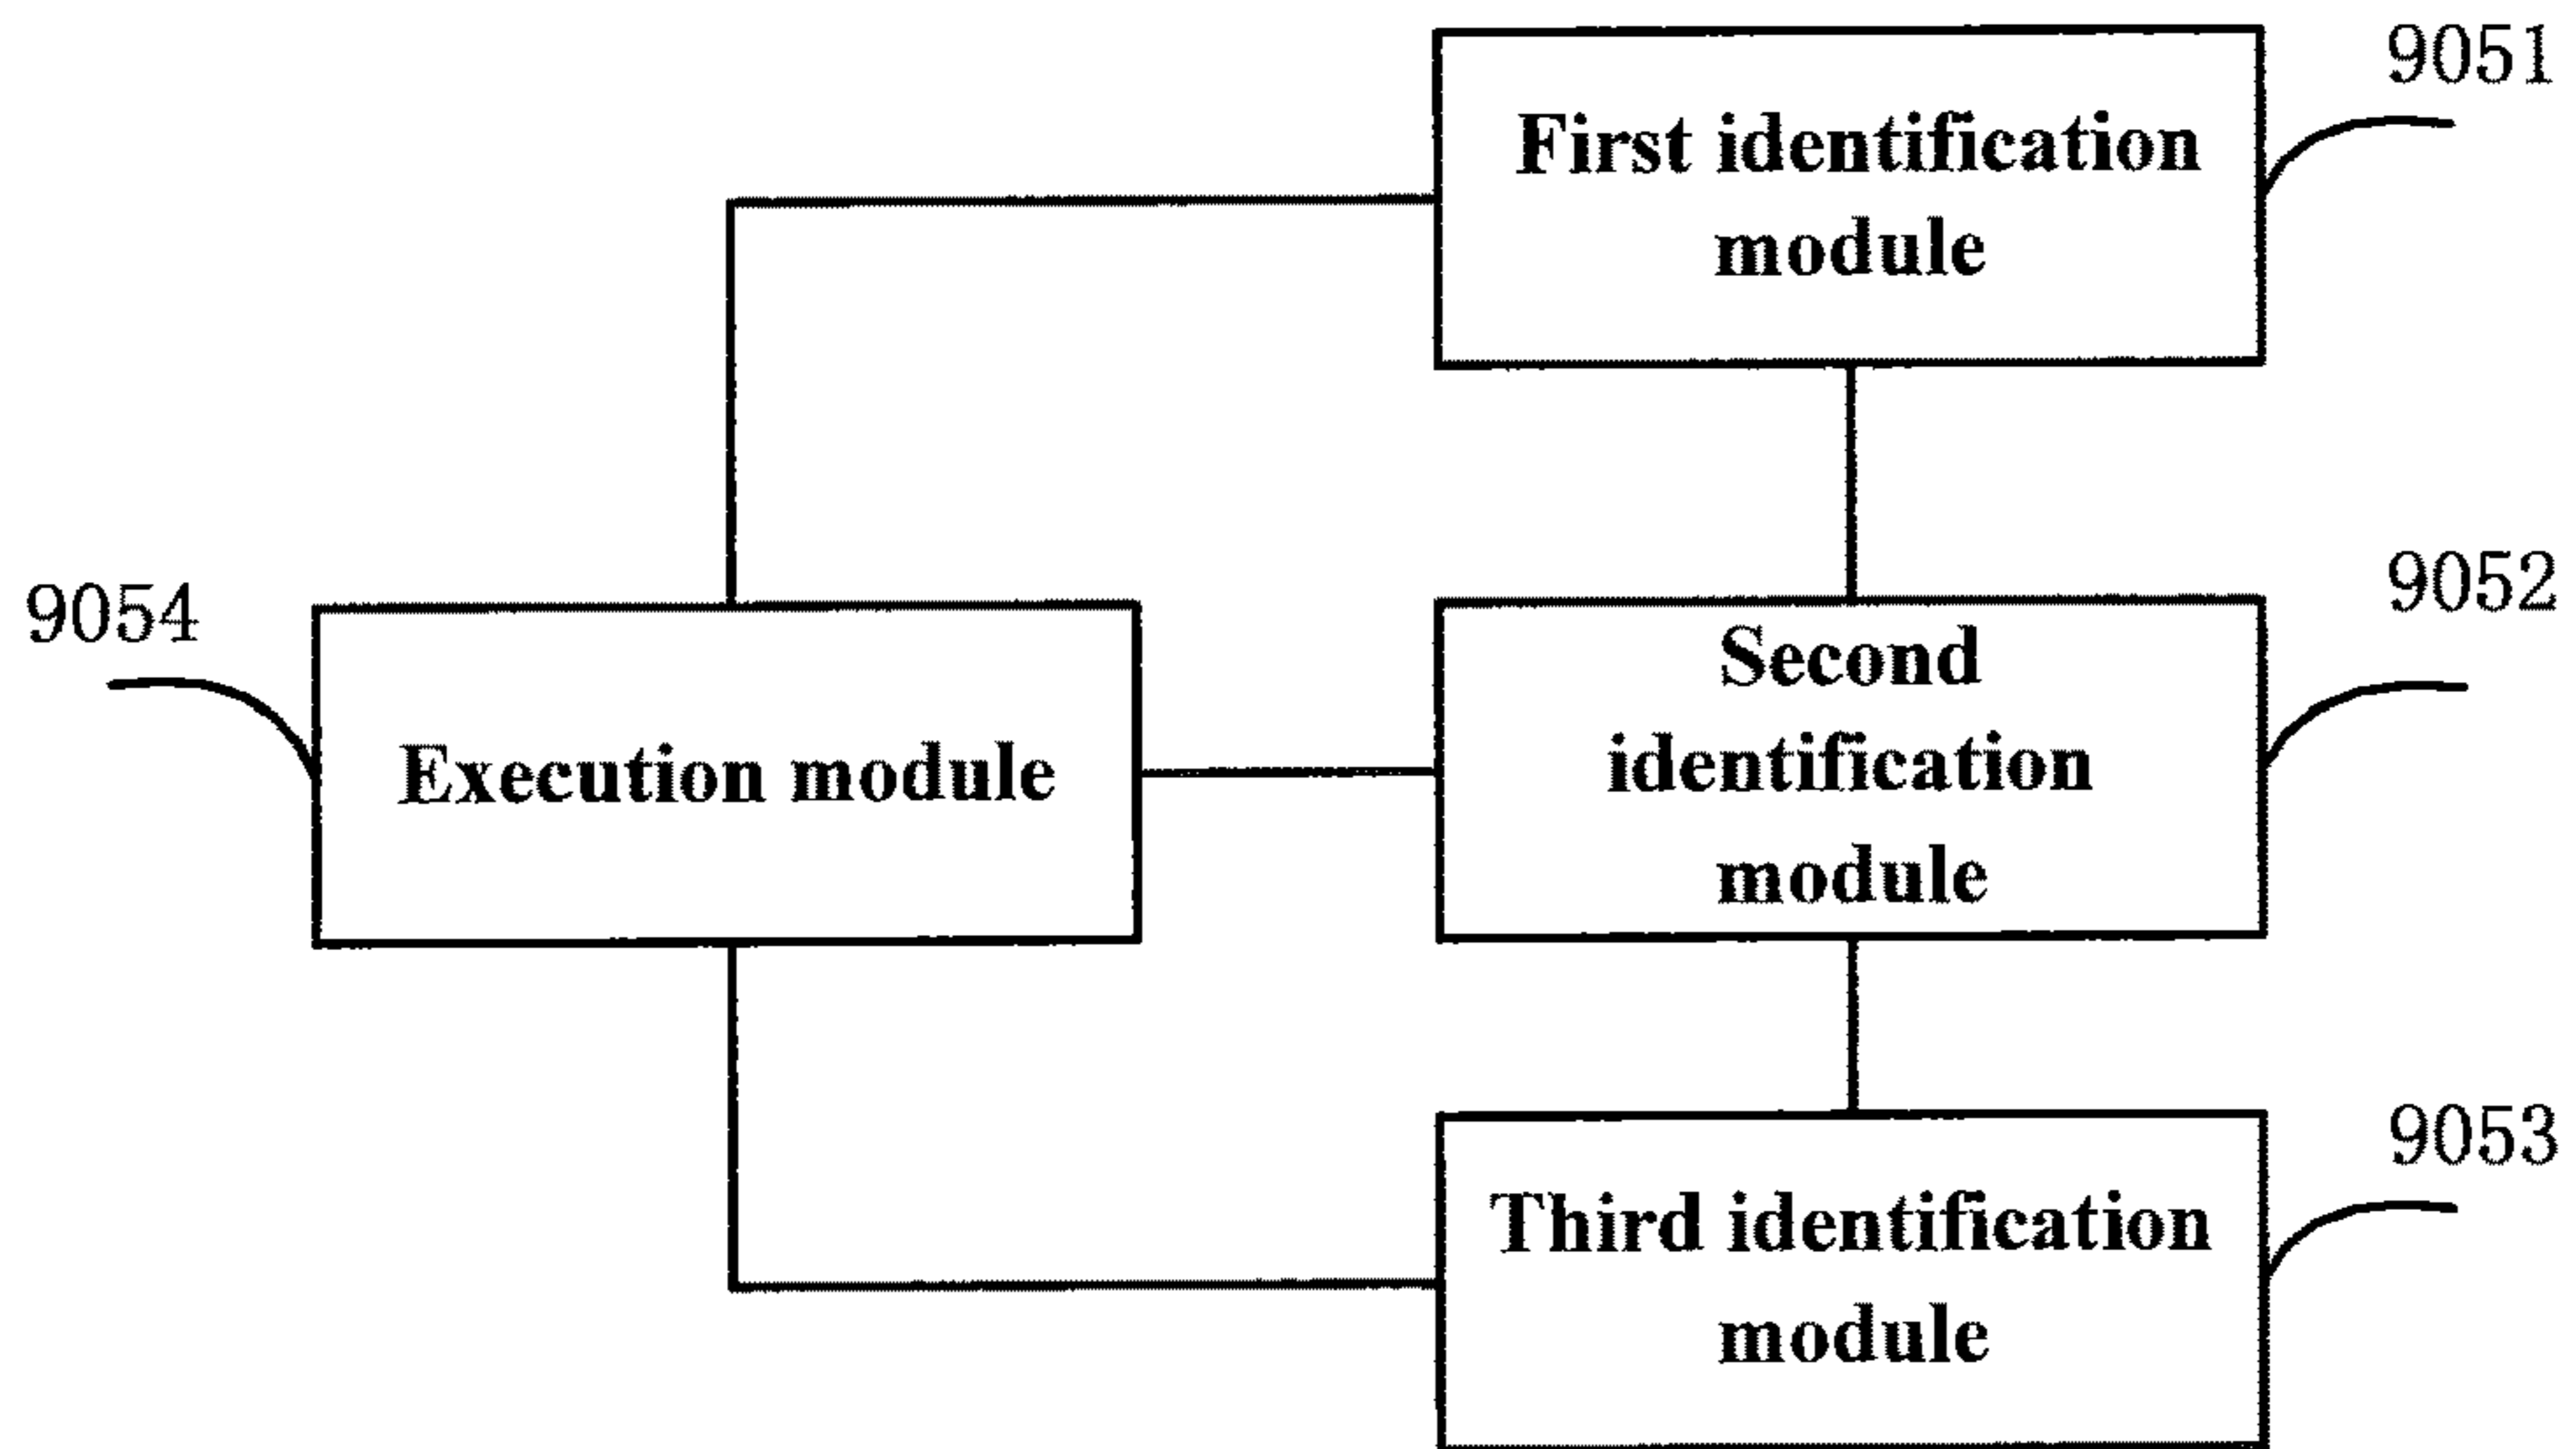 9051
First identification
module
9054
Execution module
9052
Second
identification
module
9053
Third identification
module